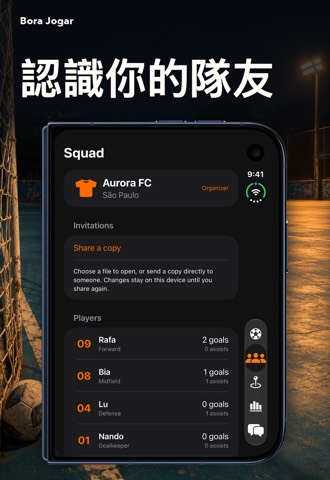 Bora Jogar
認識你的隊友
Squad
9:41
Aurora FC
São Paulo
Organizer
Invitations
Share a copy
Choose a file to open, or send a copy directly to
someone. Changes stay on this device until you
share again.
Players
09 Rafa 2 goals
Forward 0 assists
08 Bia 1 goals
Midfield 1 assists
04 Lu 0 goals
Defense 1 assists
01 Nando 0 goals
Goalkeeper 0 assists